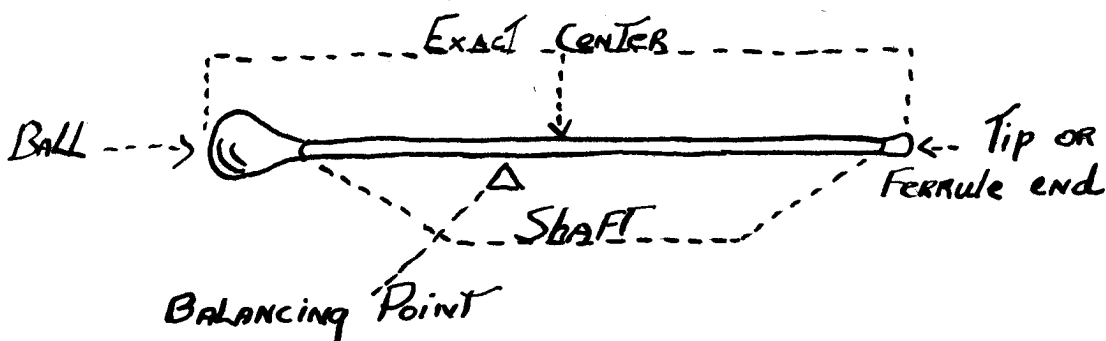 Exact Center
Ball
Tip or
Ferrule end
Shaft
Balancing Point